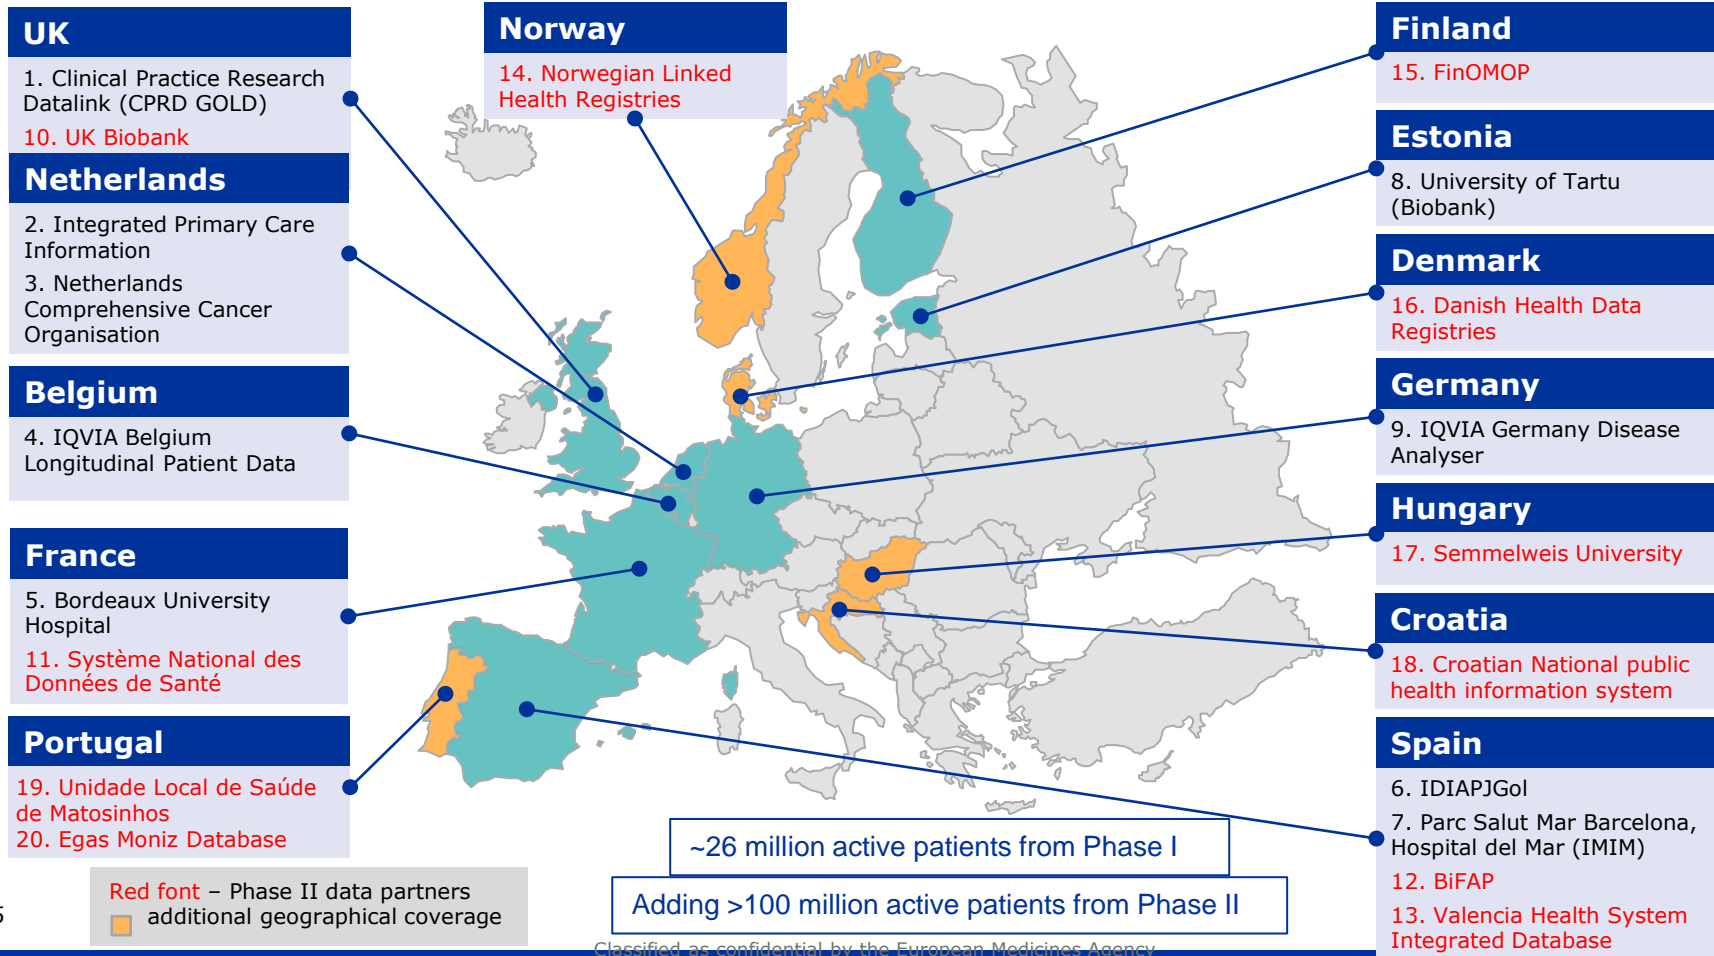 UK
1. Clinical Practice Research
Datalink (CPRD GOLD)
10. UK Biobank
Netherlands
2. Integrated Primary Care
Information
3. Netherlands
Comprehensive Cancer
Organisation
Belgium
4. IQVIA Belgium
Longitudinal Patient Data
France
5. Bordeaux University
Hospital
11. Système National des
Données de Santé
Portugal
19. Unidade Local de Saúde
de Matosinhos
20. Egas Moniz Database
Norway
14. Norwegian Linked
Health Registries
Finland
15. FinOMOP
Estonia
8. University of Tartu
(Biobank)
Denmark
16. Danish Health Data
Registries
Germany
9. IQVIA Germany Disease
Analyser
Hungary
17. Semmelweis University
Croatia
18. Croatian National public
health information system
Spain
6. IDIAPJGol
7. Parc Salut Mar Barcelona,
Hospital del Mar (IMIM)
12. BiFAP
13. Valencia Health System
Integrated Database
~26 million active patients from Phase I
Adding >100 million active patients from Phase II
Red font – Phase II data partners
additional geographical coverage
Classified as confidential by the European Medicines Agency